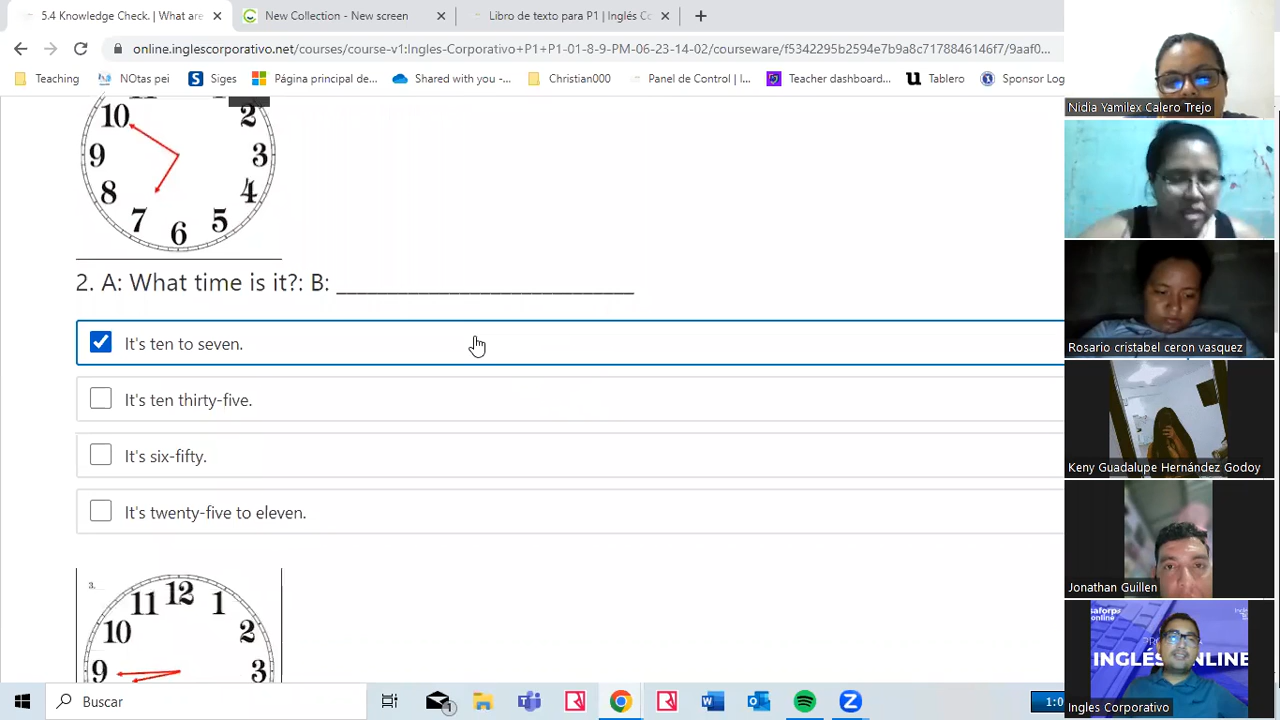 5.4 Knowledge Check. | What are
New Collection - New screen
Libro de texto para P1 | Inglés Co
online.inglescorporativo.net/courses/course-v1:Ingles-Corporativo+P1+P1-01-8-9-PM-06-23-14-02/courseware/f5342295b2594e7b9a8c7178846146f7/9aaf0...
Teaching
NOtas pei
Siges
Página principal de...
Shared with you -...
Christian000
Panel de Control | I...
Teacher dashboard...
Tablero
Sponsor Log
10 2
9 3
8 4
7 6 5
2. A: What time is it?: B: ___________________________
It's ten to seven.
It's ten thirty-five.
It's six-fifty.
It's twenty-five to eleven.
3.
11 12 1
10 2
9 3
Buscar
1:0
Nidia Yamilex Calero Trejo
Rosario cristabel ceron vasquez
Keny Guadalupe Hernández Godoy
Jonathan Guillen
INGLÉS ONLINE
Ingles Corporativo